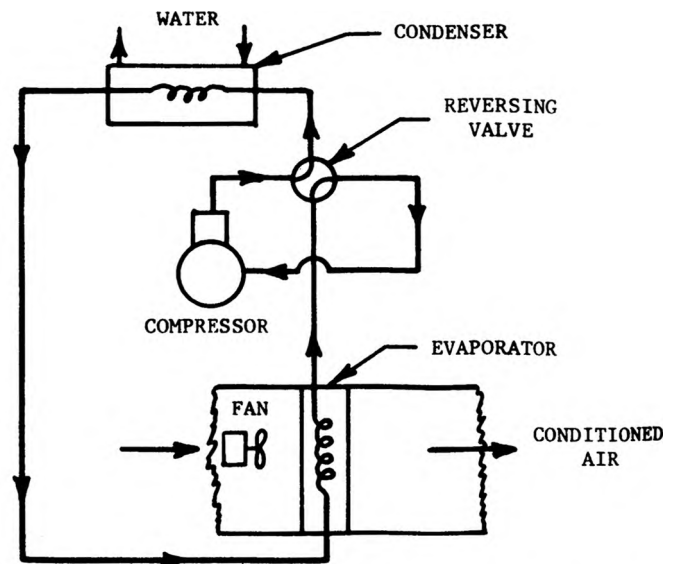 WATER
CONDENSER
REVERSING
VALVE
COMPRESSOR
EVAPORATOR
FAN
CONDITIONED
AIR